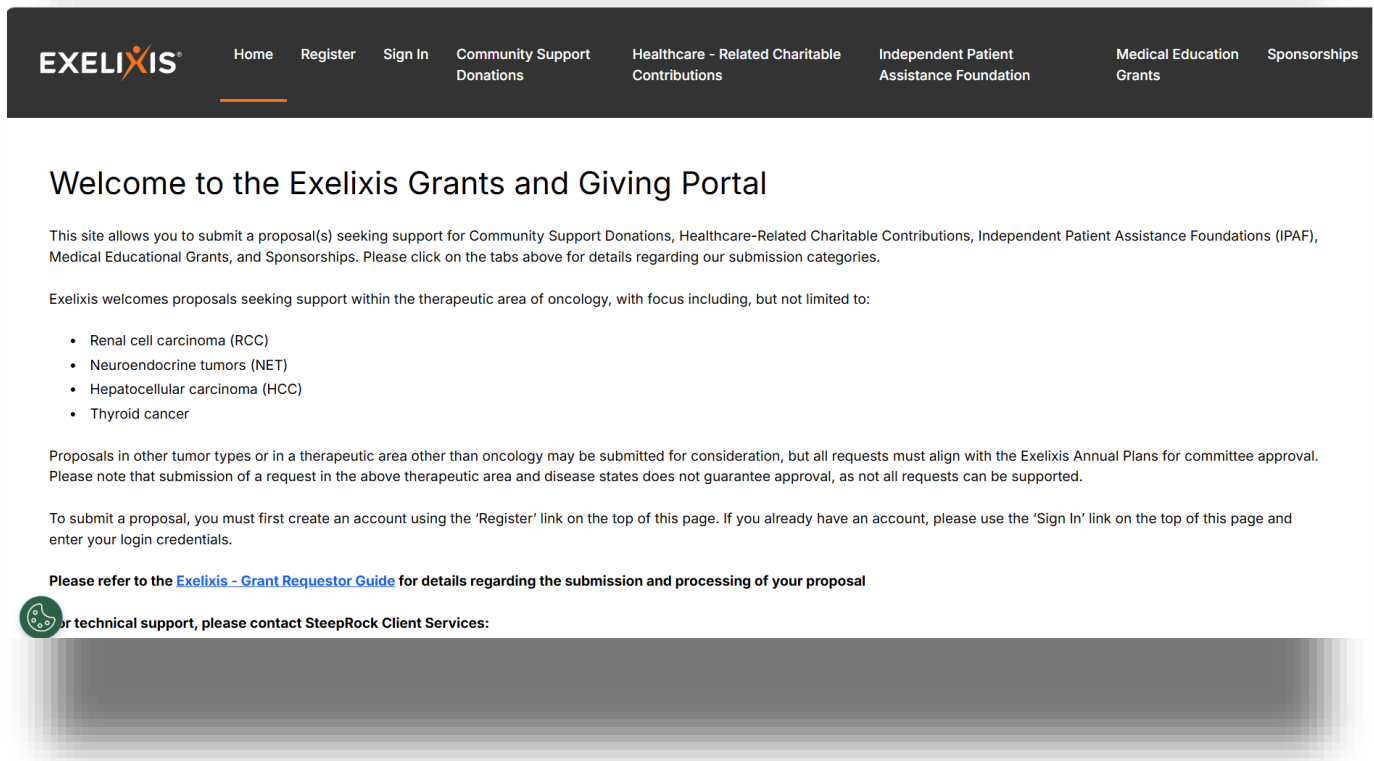 EXELIXIS®
Home
Register
Sign In
Community Support
Donations
Healthcare - Related Charitable
Contributions
Independent Patient
Assistance Foundation
Medical Education
Grants
Sponsorships
Welcome to the Exelixis Grants and Giving Portal
This site allows you to submit a proposal(s) seeking support for Community Support Donations, Healthcare-Related Charitable Contributions, Independent Patient Assistance Foundations (IPAF),
Medical Educational Grants, and Sponsorships. Please click on the tabs above for details regarding our submission categories.
Exelixis welcomes proposals seeking support within the therapeutic area of oncology, with focus including, but not limited to:
• Renal cell carcinoma (RCC)
• Neuroendocrine tumors (NET)
• Hepatocellular carcinoma (HCC)
• Thyroid cancer
Proposals in other tumor types or in a therapeutic area other than oncology may be submitted for consideration, but all requests must align with the Exelixis Annual Plans for committee approval.
Please note that submission of a request in the above therapeutic area and disease states does not guarantee approval, as not all requests can be supported.
To submit a proposal, you must first create an account using the ‘Register’ link on the top of this page. If you already have an account, please use the ‘Sign In’ link on the top of this page and
enter your login credentials.
Please refer to the Exelixis - Grant Requestor Guide for details regarding the submission and processing of your proposal
technical support, please contact SteepRock Client Services: